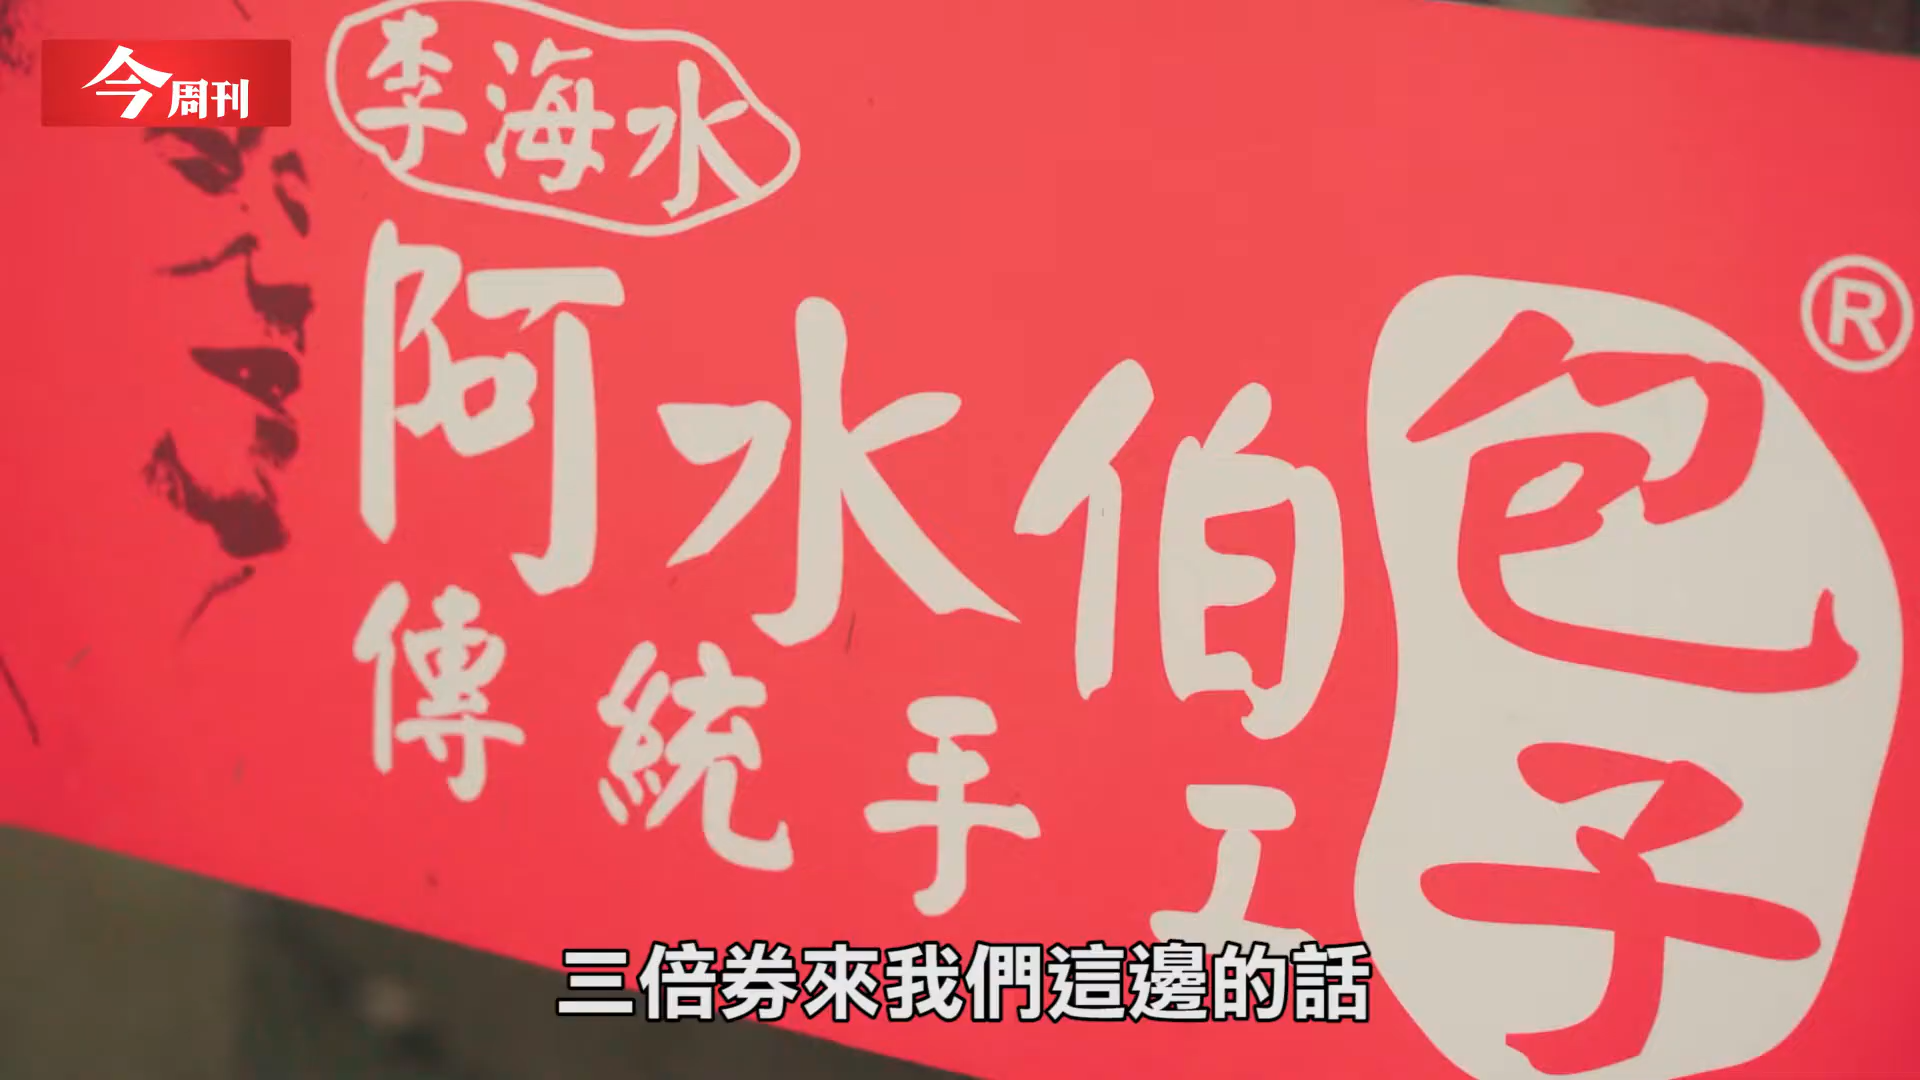 今周刊
李海水
阿水伯
包子
®
傳統手工
三倍券來我們這邊的話